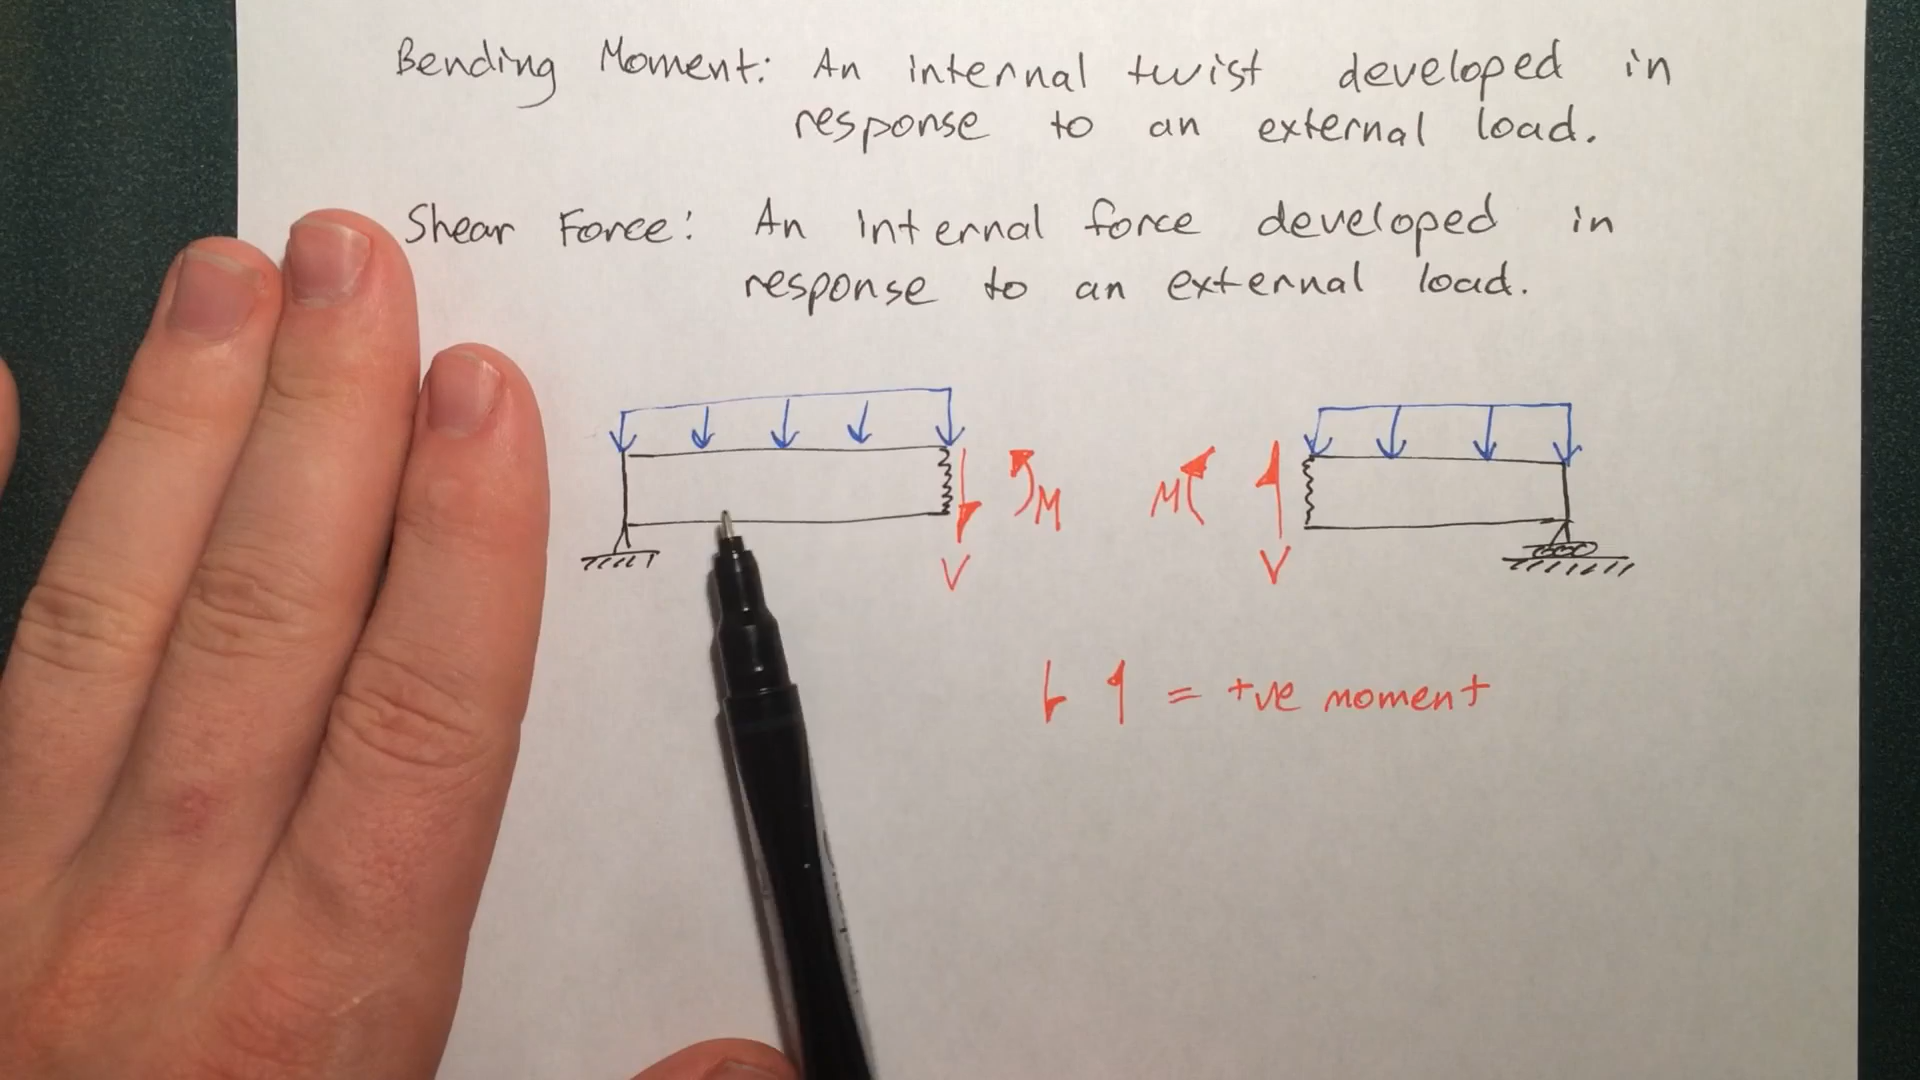 Bending Moment: An internal twist developed in
response to an external load.
Shear Force: An internal force developed in
response to an external load.
M M
V V
= +ve moment